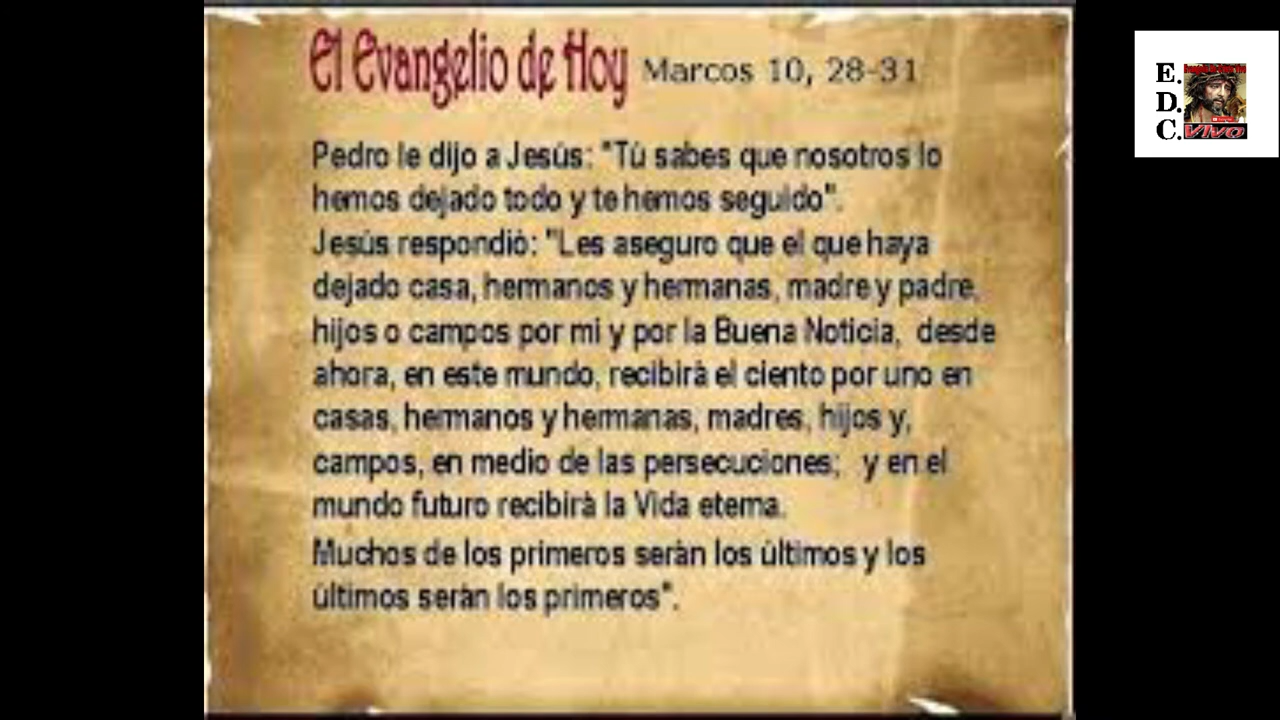 El Evangelio de Hoy Marcos 10, 28-31
Pedro le dijo a Jesús: "Tú sabes que nosotros lo
hemos dejado todo y te hemos seguido".
Jesús respondió: "Les aseguro que el que haya
dejado casa, hermanos y hermanas, madre y padre,
hijos o campos por mi y por la Buena Noticia, desde
ahora, en este mundo, recibirá el ciento por uno en
casas, hermanos y hermanas, madres, hijos y,
campos, en medio de las persecuciones; y en el
mundo futuro recibirá la Vida eterna.
Muchos de los primeros serán los últimos y los
últimos serán los primeros".
E.
D.
C.
Vivo